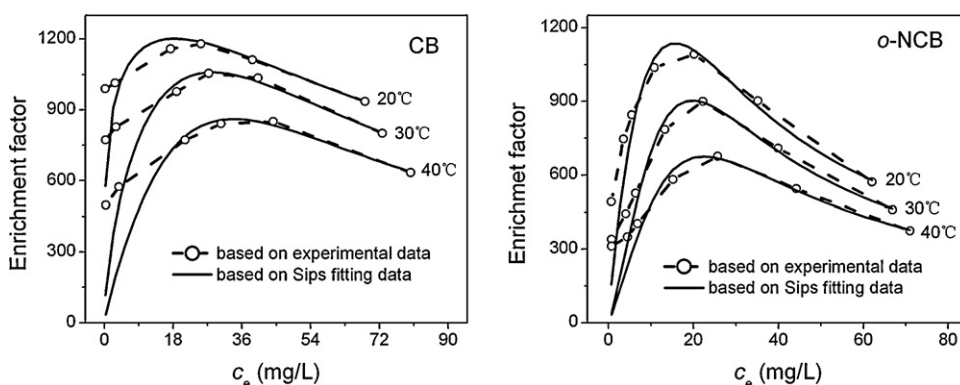 Enrichment factor
1200
900
600
300
0
CB
20℃
30℃
40℃
based on experimental data
based on Sips fitting data
0 18 36 54 72 90
cₑ (mg/L)
Enrichmet factor
1200
900
600
300
0
o-NCB
20℃
30℃
40℃
based on experimental data
based on Sips fitting data
0 20 40 60 80
cₑ (mg/L)